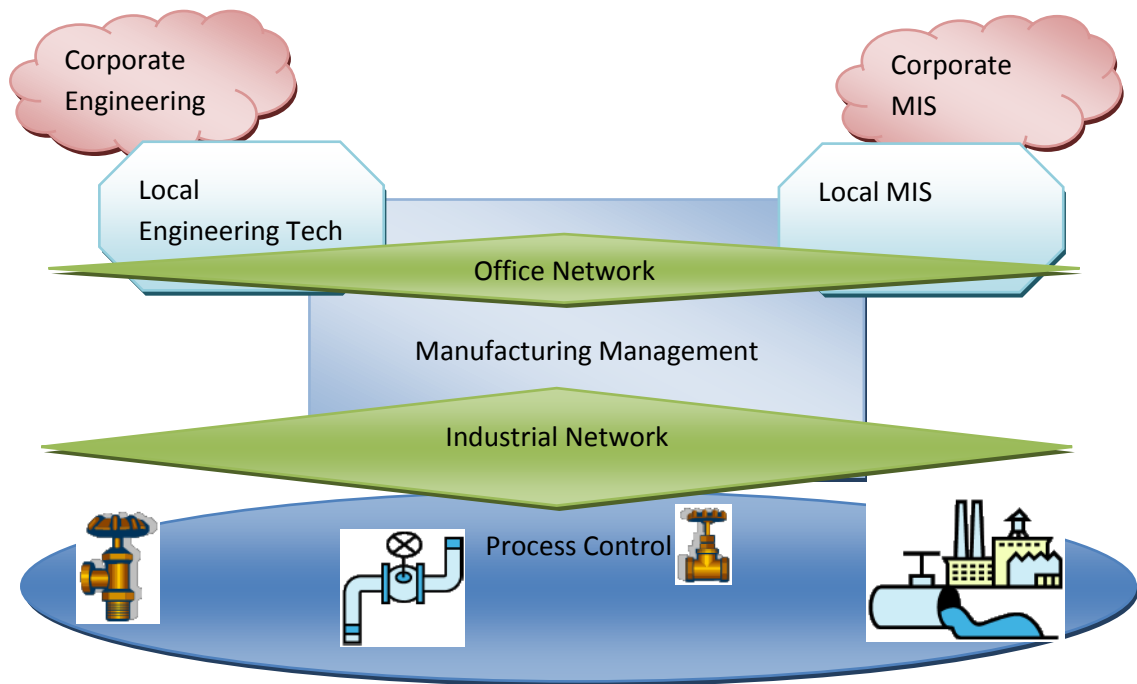 Corporate
Engineering
Corporate
MIS
Local
Engineering Tech
Local MIS
Office Network
Manufacturing Management
Industrial Network
Process Control